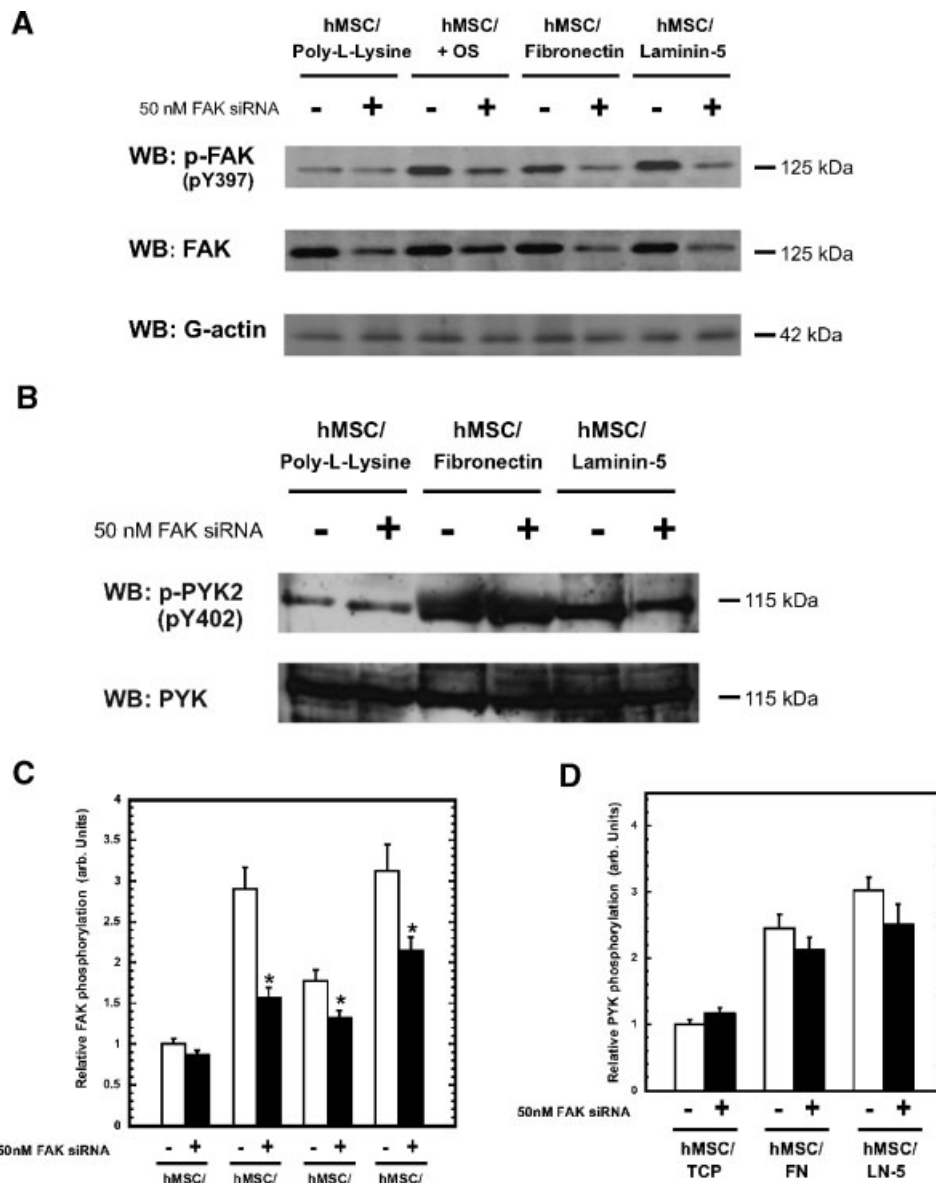 A
hMSC/ hMSC/ hMSC/ hMSC/
Poly-L-Lysine + OS Fibronectin Laminin-5
50 nM FAK siRNA - + - + - + - +
WB: p-FAK
(pY397)
125 kDa
WB: FAK
125 kDa
WB: G-actin
42 kDa
B
hMSC/ hMSC/ hMSC/
Poly-L-Lysine Fibronectin Laminin-5
50 nM FAK siRNA - + - + - +
WB: p-PYK2
(pY402)
115 kDa
WB: PYK
115 kDa
C
Relative FAK phosphorylation (arb. Units)
4
3.5
3
2.5
2
1.5
1
0.5
0
* * *
50nM FAK siRNA - + - + - + - +
hMSC/ hMSC/ hMSC/ hMSC/
D
Relative PYK phosphorylation (arb. Units)
4
3
2
1
0
50nM FAK siRNA - + - + - +
hMSC/ hMSC/ hMSC/
TCP FN LN-5